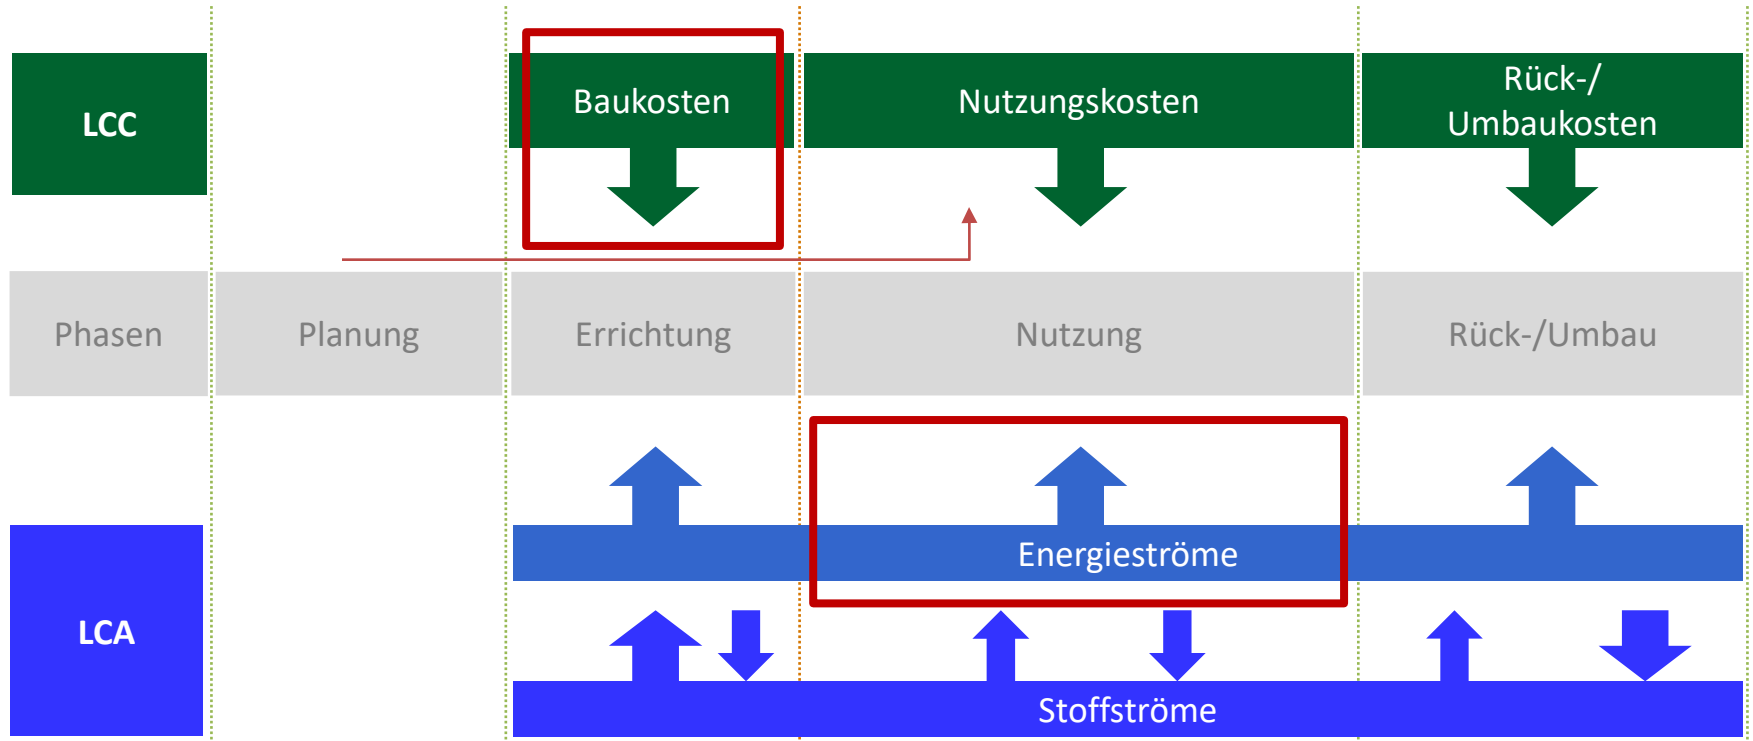 LCC
Baukosten
Nutzungskosten
Rück-/
Umbaukosten
Phasen
Planung
Errichtung
Nutzung
Rück-/Umbau
LCA
Energieströme
Stoffströme